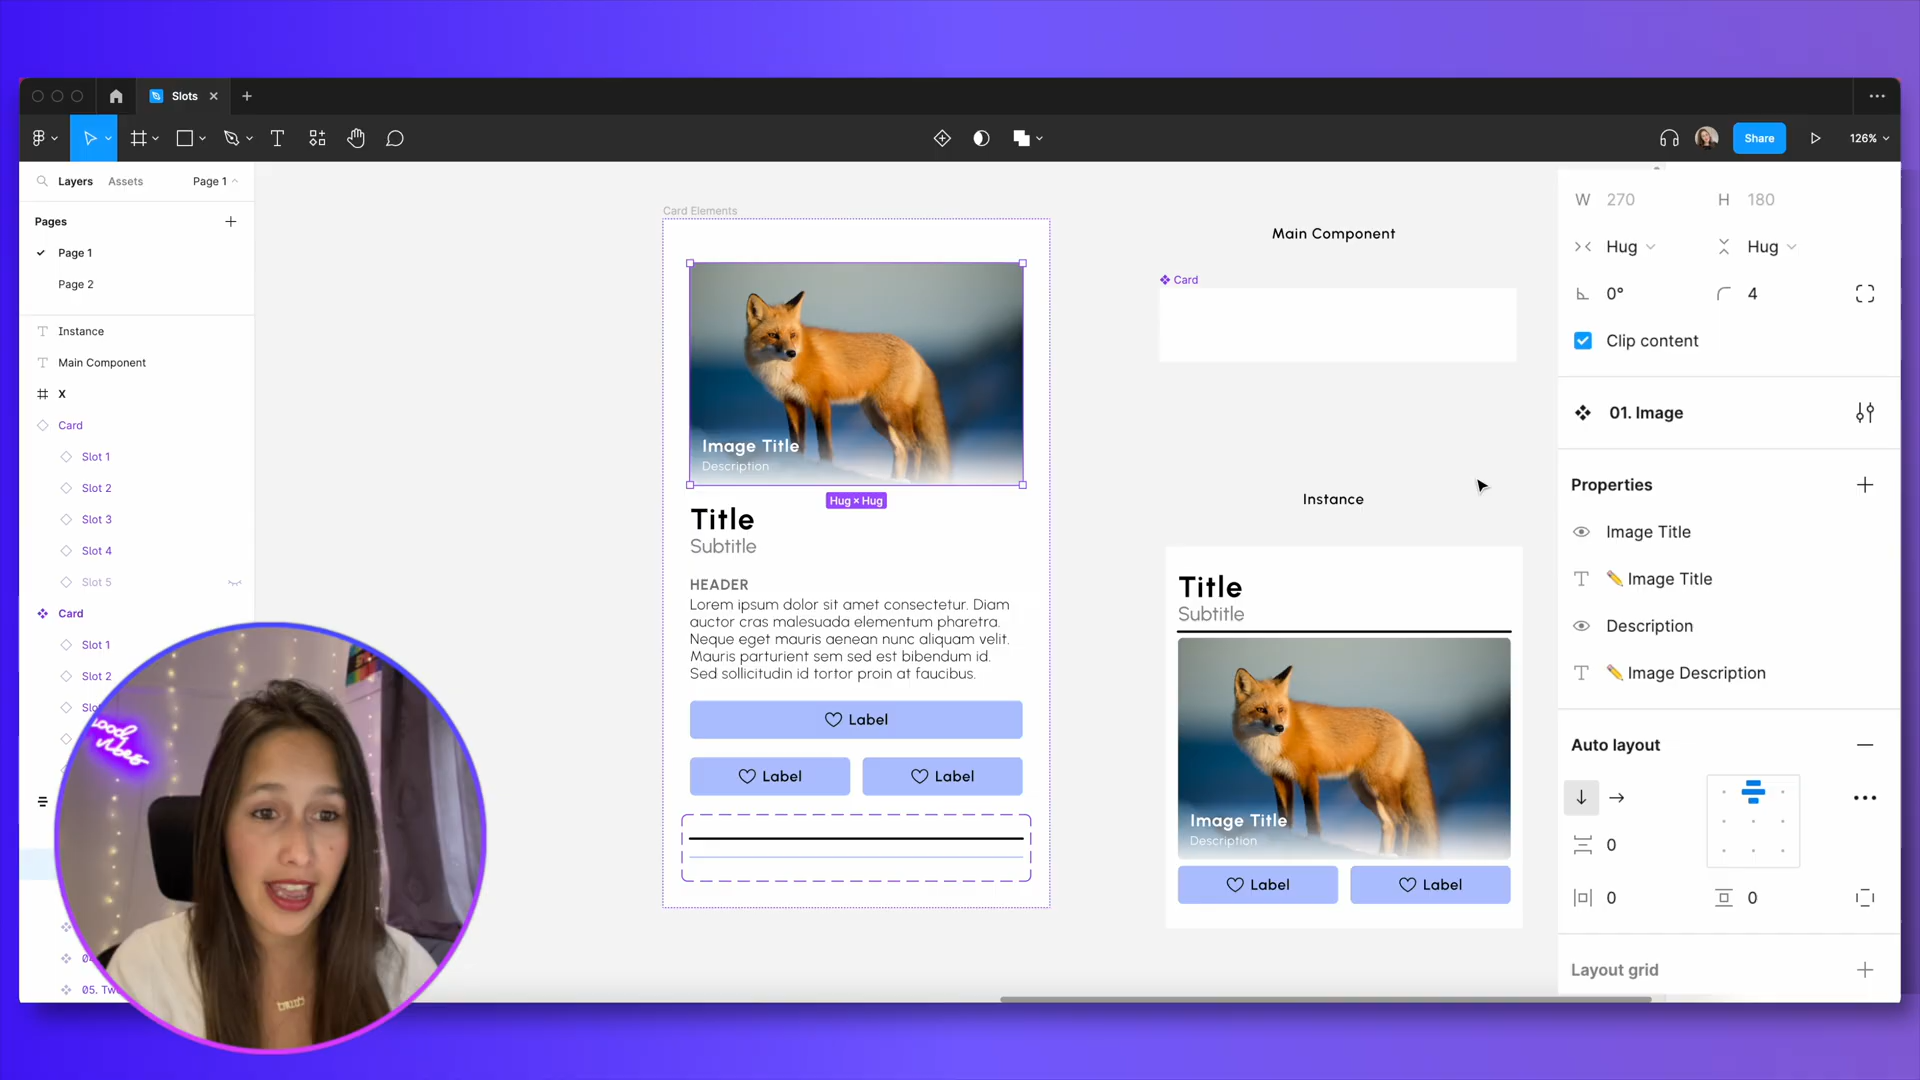 Slots
Share
126%
Layers
Assets
Page 1
Pages
Page 1
Page 2
Instance
Main Component
X
Card
Slot 1
Slot 2
Slot 3
Slot 4
Slot 5
Card
Slot 1
Slot 2
05. Tw
good
vibes
Card Elements
Image Title
Description
Hug × Hug
Title
Subtitle
HEADER
Lorem ipsum dolor sit amet consectetur. Diam
auctor cras malesuada elementum pharetra.
Neque eget mauris aenean nunc aliquam velit.
Mauris parturient sem sed est bibendum id.
Sed sollicitudin id tortor proin at faucibus.
Label
Label
Label
Main Component
Card
Instance
Title
Subtitle
Image Title
Description
Label
Label
W 270
H 180
Hug
Hug
0°
4
Clip content
01. Image
Properties
Image Title
✏️ Image Title
Description
✏️ Image Description
Auto layout
0
0
0
Layout grid